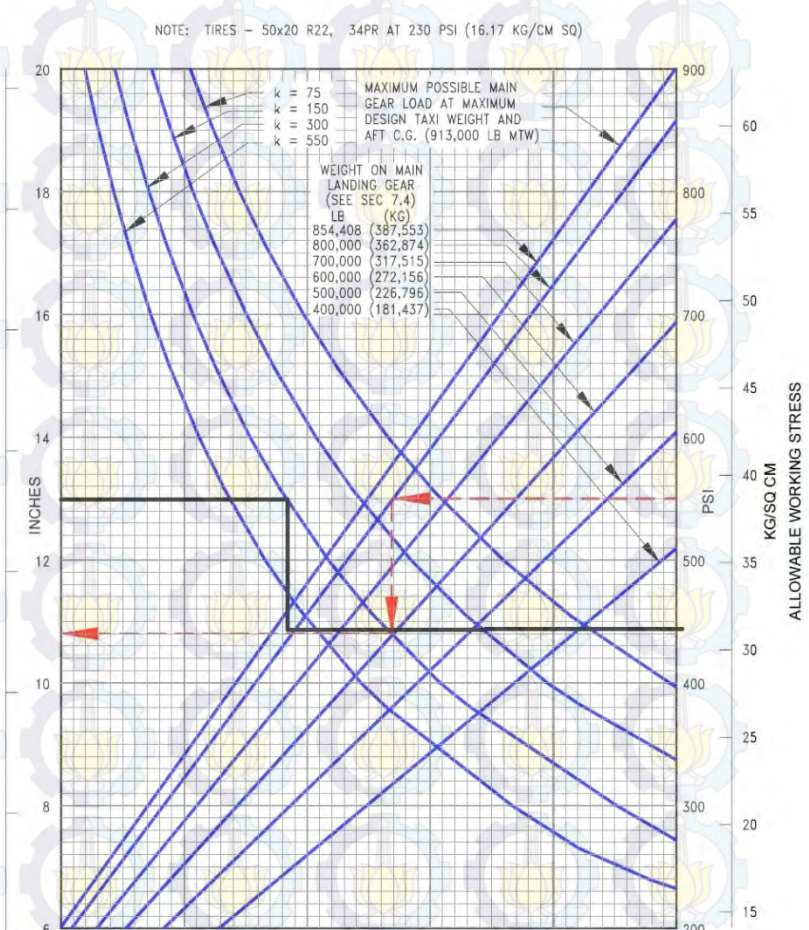 NOTE: TIRES - 50x20 R22, 34PR AT 230 PSI (16.17 KG/CM SQ)
k = 75
k = 150
k = 300
k = 550
MAXIMUM POSSIBLE MAIN
GEAR LOAD AT MAXIMUM
DESIGN TAXI WEIGHT AND
AFT C.G. (913,000 LB MTW)
WEIGHT ON MAIN
LANDING GEAR
(SEE SEC 7.4)
LB (KG)
854,408 (387,553)
800,000 (362,874)
700,000 (317,515)
600,000 (272,156)
500,000 (226,796)
400,000 (181,437)
20
18
16
14
12
10
8
6
INCHES
900
800
700
600
500
400
300
200
PSI
60
55
50
45
40
35
30
25
20
15
KG/SQ CM
ALLOWABLE WORKING STRESS